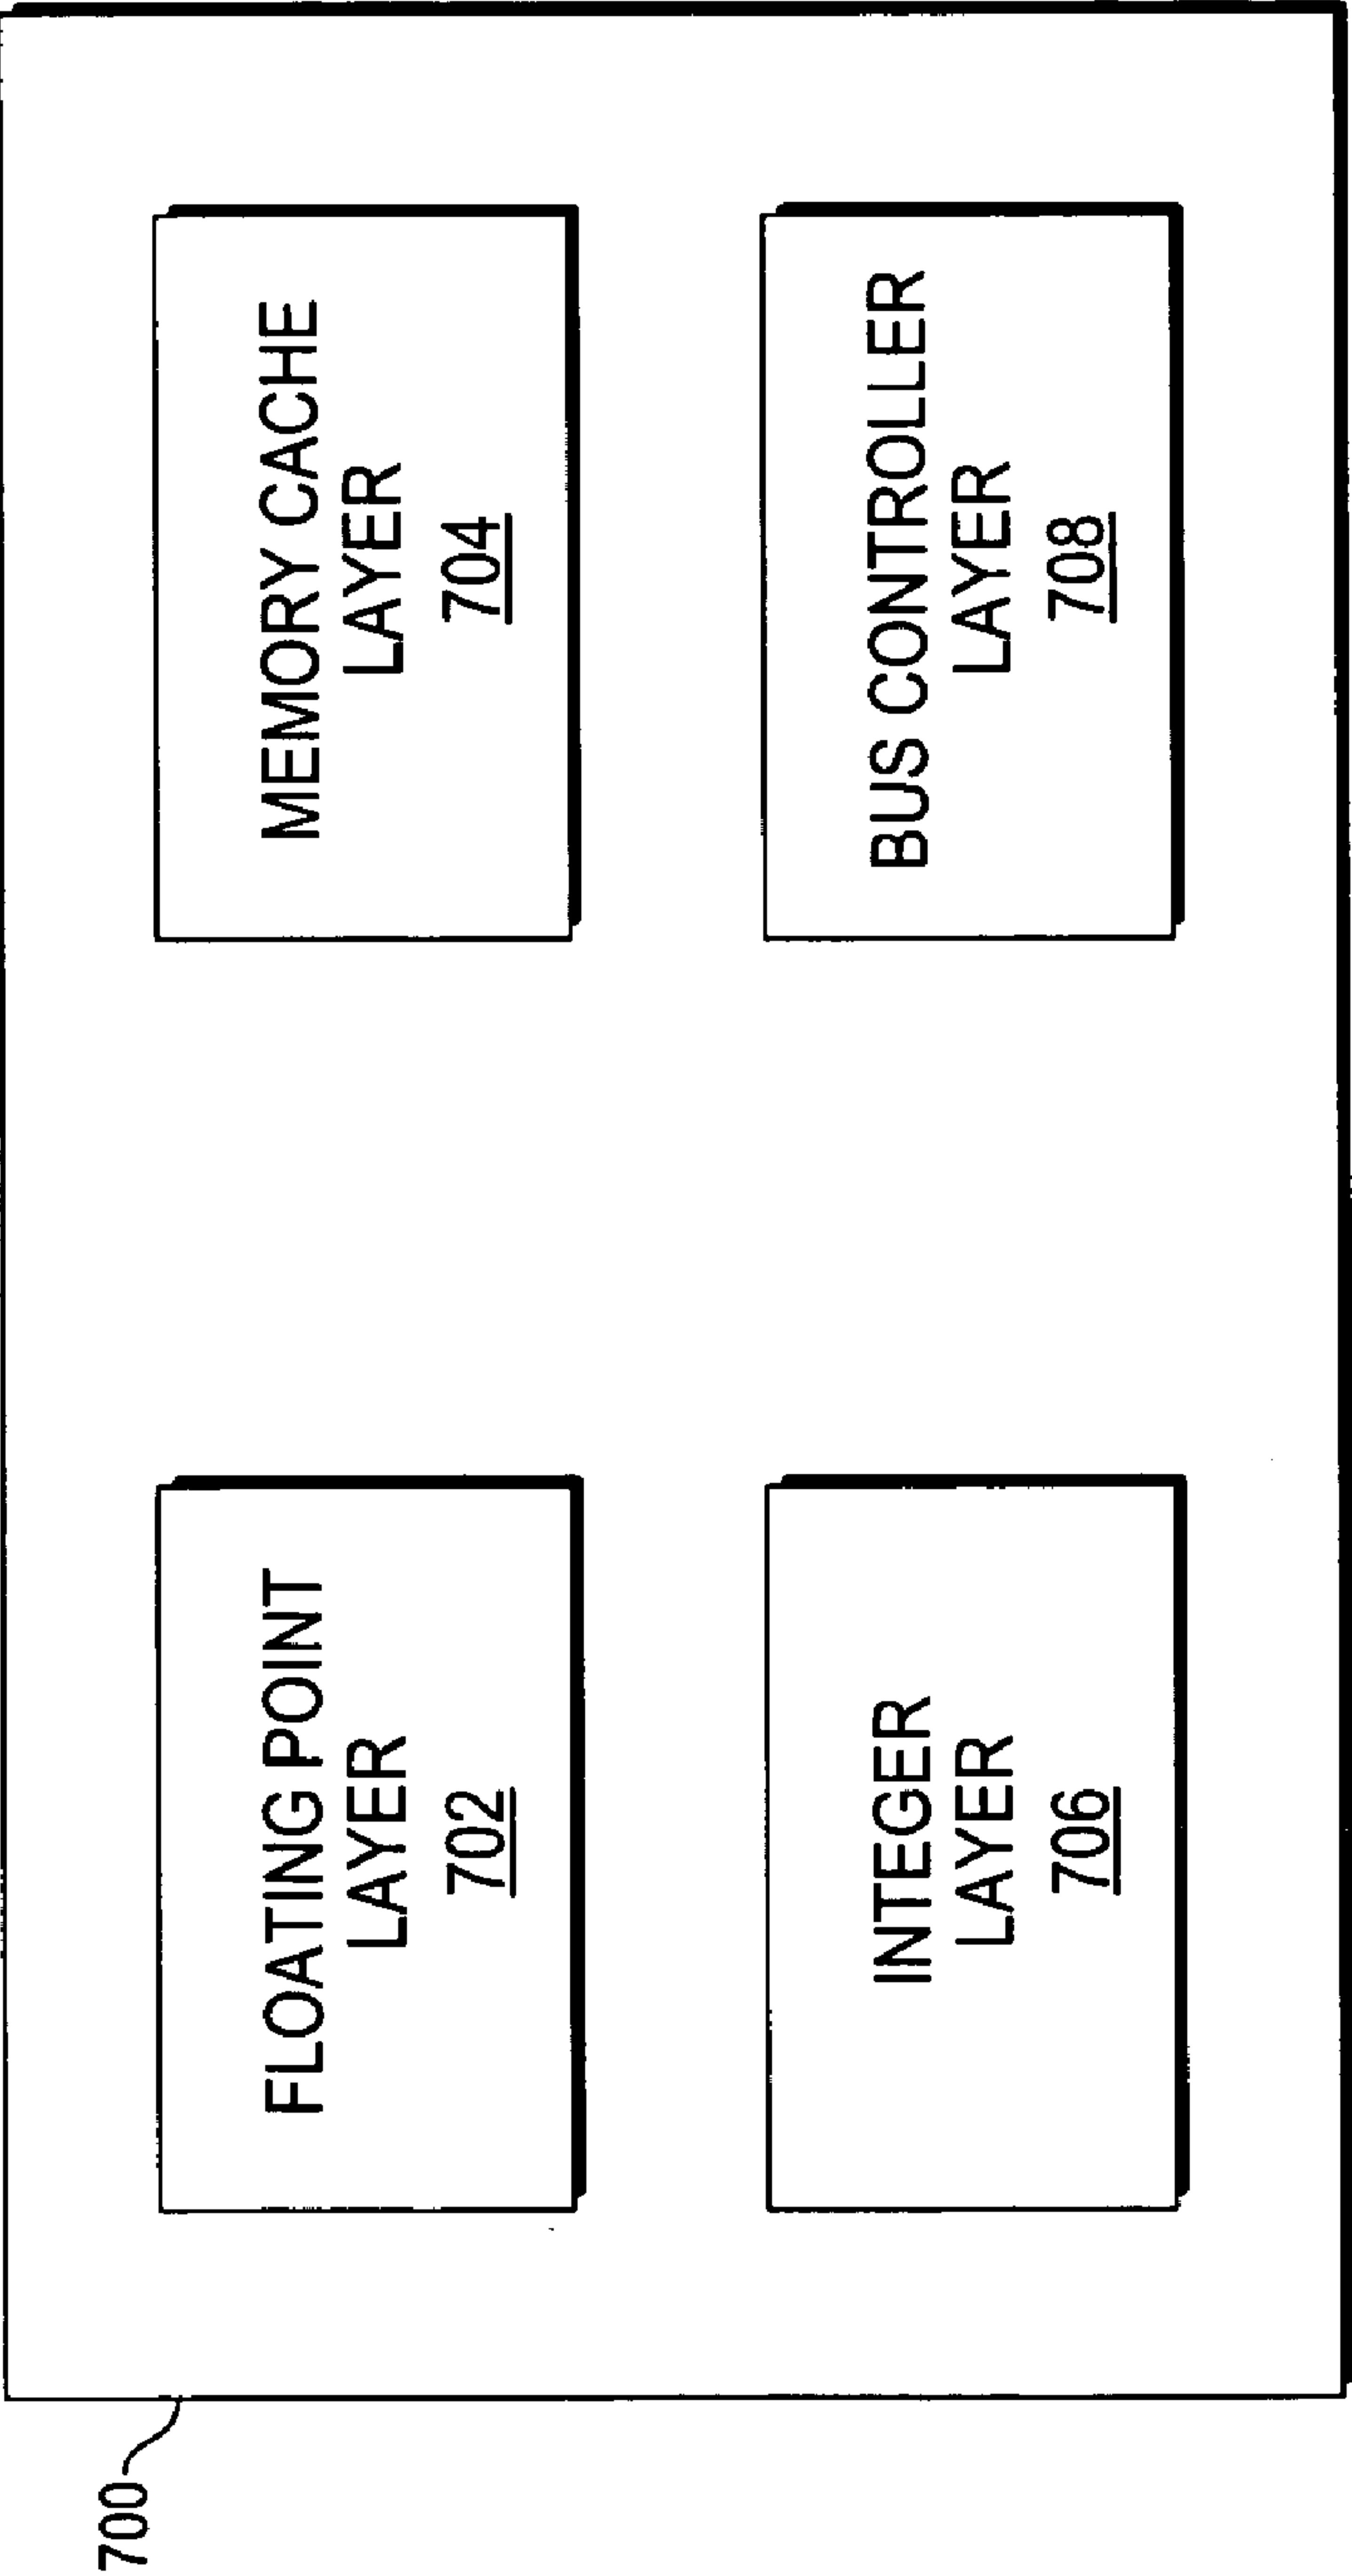 700
FLOATING POINT
LAYER
702
MEMORY CACHE
LAYER
704
INTEGER
LAYER
706
BUS CONTROLLER
LAYER
708